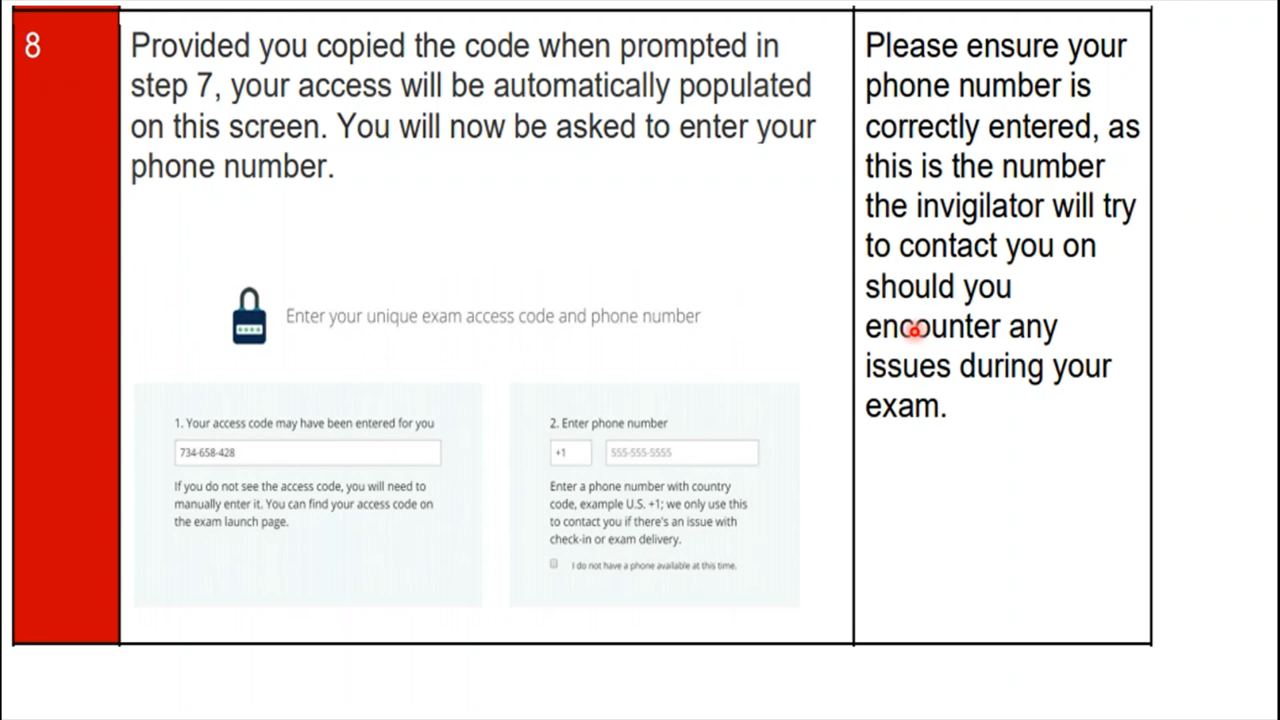 8
Provided you copied the code when prompted in
step 7, your access will be automatically populated
on this screen. You will now be asked to enter your
phone number.
Enter your unique exam access code and phone number
1. Your access code may have been entered for you
734-658-428
If you do not see the access code, you will need to
manually enter it. You can find your access code on
the exam launch page.
2. Enter phone number
+1 555-555-5555
Enter a phone number with country
code, example U.S. +1; we only use this
to contact you if there's an issue with
check-in or exam delivery.
I do not have a phone available at this time.
Please ensure your
phone number is
correctly entered, as
this is the number
the invigilator will try
to contact you on
should you
encounter any
issues during your
exam.